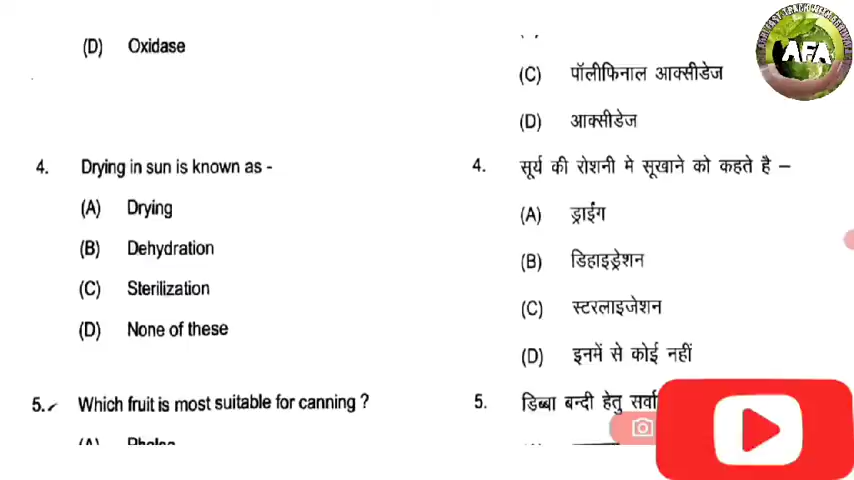 (D) Oxidase
4. Drying in sun is known as -
(A) Drying
(B) Dehydration
(C) Sterilization
(D) None of these
5. Which fruit is most suitable for canning ?
(A)
(C) पॉलीफिनाल आक्सीडेज
(D) आक्सीडेज
4. सूर्य की रोशनी मे सूखाने को कहते है –
(A) ड्राईंग
(B) डिहाइड्रेशन
(C) स्टरलाइजेशन
(D) इनमें से कोई नहीं
5. डिब्बा बन्दी हेतु
AFA